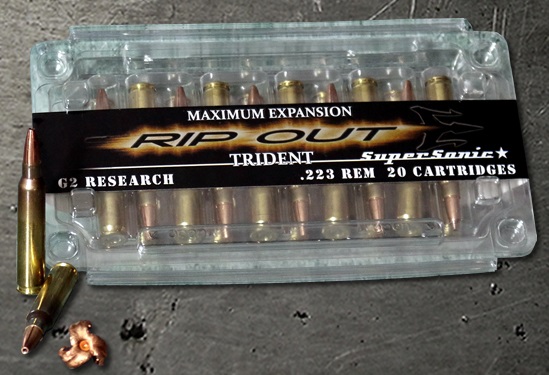 MAXIMUM EXPANSION
RIP OUT
TRIDENT
SuperSonic★
G2 RESEARCH .223 REM 20 CARTRIDGES